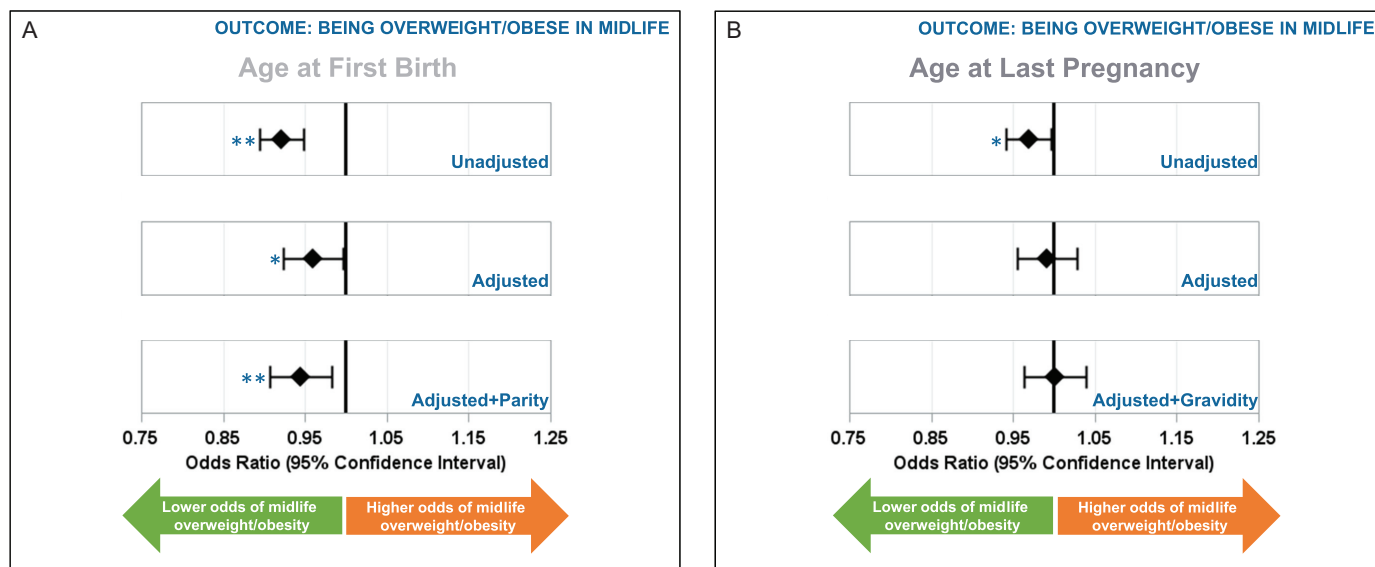 A
OUTCOME: BEING OVERWEIGHT/OBESE IN MIDLIFE
Age at First Birth
**
Unadjusted
*
Adjusted
**
Adjusted+Parity
0.75 0.85 0.95 1.05 1.15 1.25
Odds Ratio (95% Confidence Interval)
Lower odds of midlife
overweight/obesity
Higher odds of midlife
overweight/obesity
B
OUTCOME: BEING OVERWEIGHT/OBESE IN MIDLIFE
Age at Last Pregnancy
*
Unadjusted
Adjusted
Adjusted+Gravidity
0.75 0.85 0.95 1.05 1.15 1.25
Odds Ratio (95% Confidence Interval)
Lower odds of midlife
overweight/obesity
Higher odds of midlife
overweight/obesity